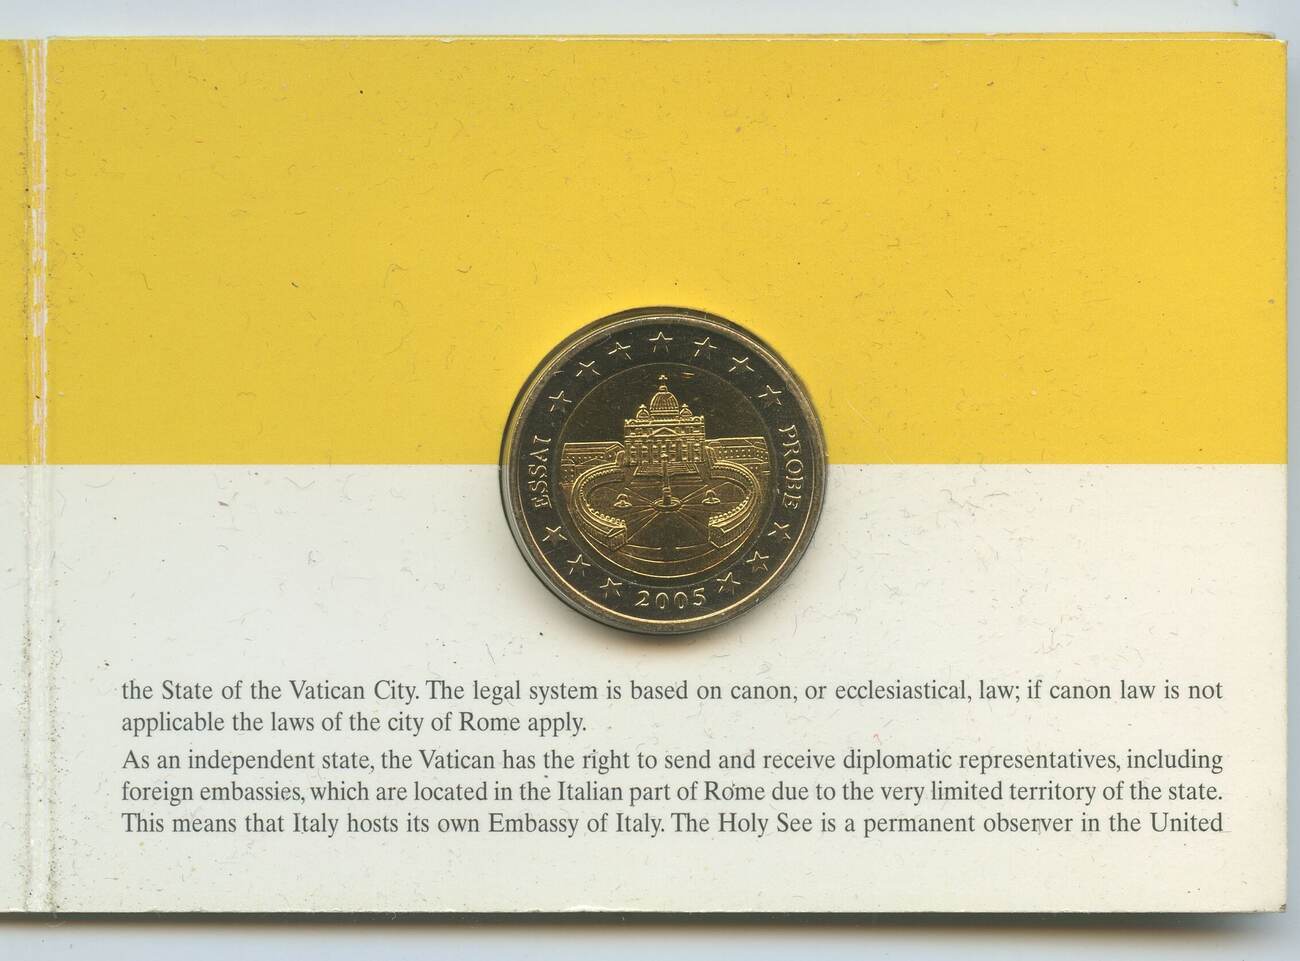 ESSAI
PROBE
2005
the State of the Vatican City. The legal system is based on canon, or ecclesiastical, law; if canon law is not
applicable the laws of the city of Rome apply.
As an independent state, the Vatican has the right to send and receive diplomatic representatives, including
foreign embassies, which are located in the Italian part of Rome due to the very limited territory of the state.
This means that Italy hosts its own Embassy of Italy. The Holy See is a permanent observer in the United